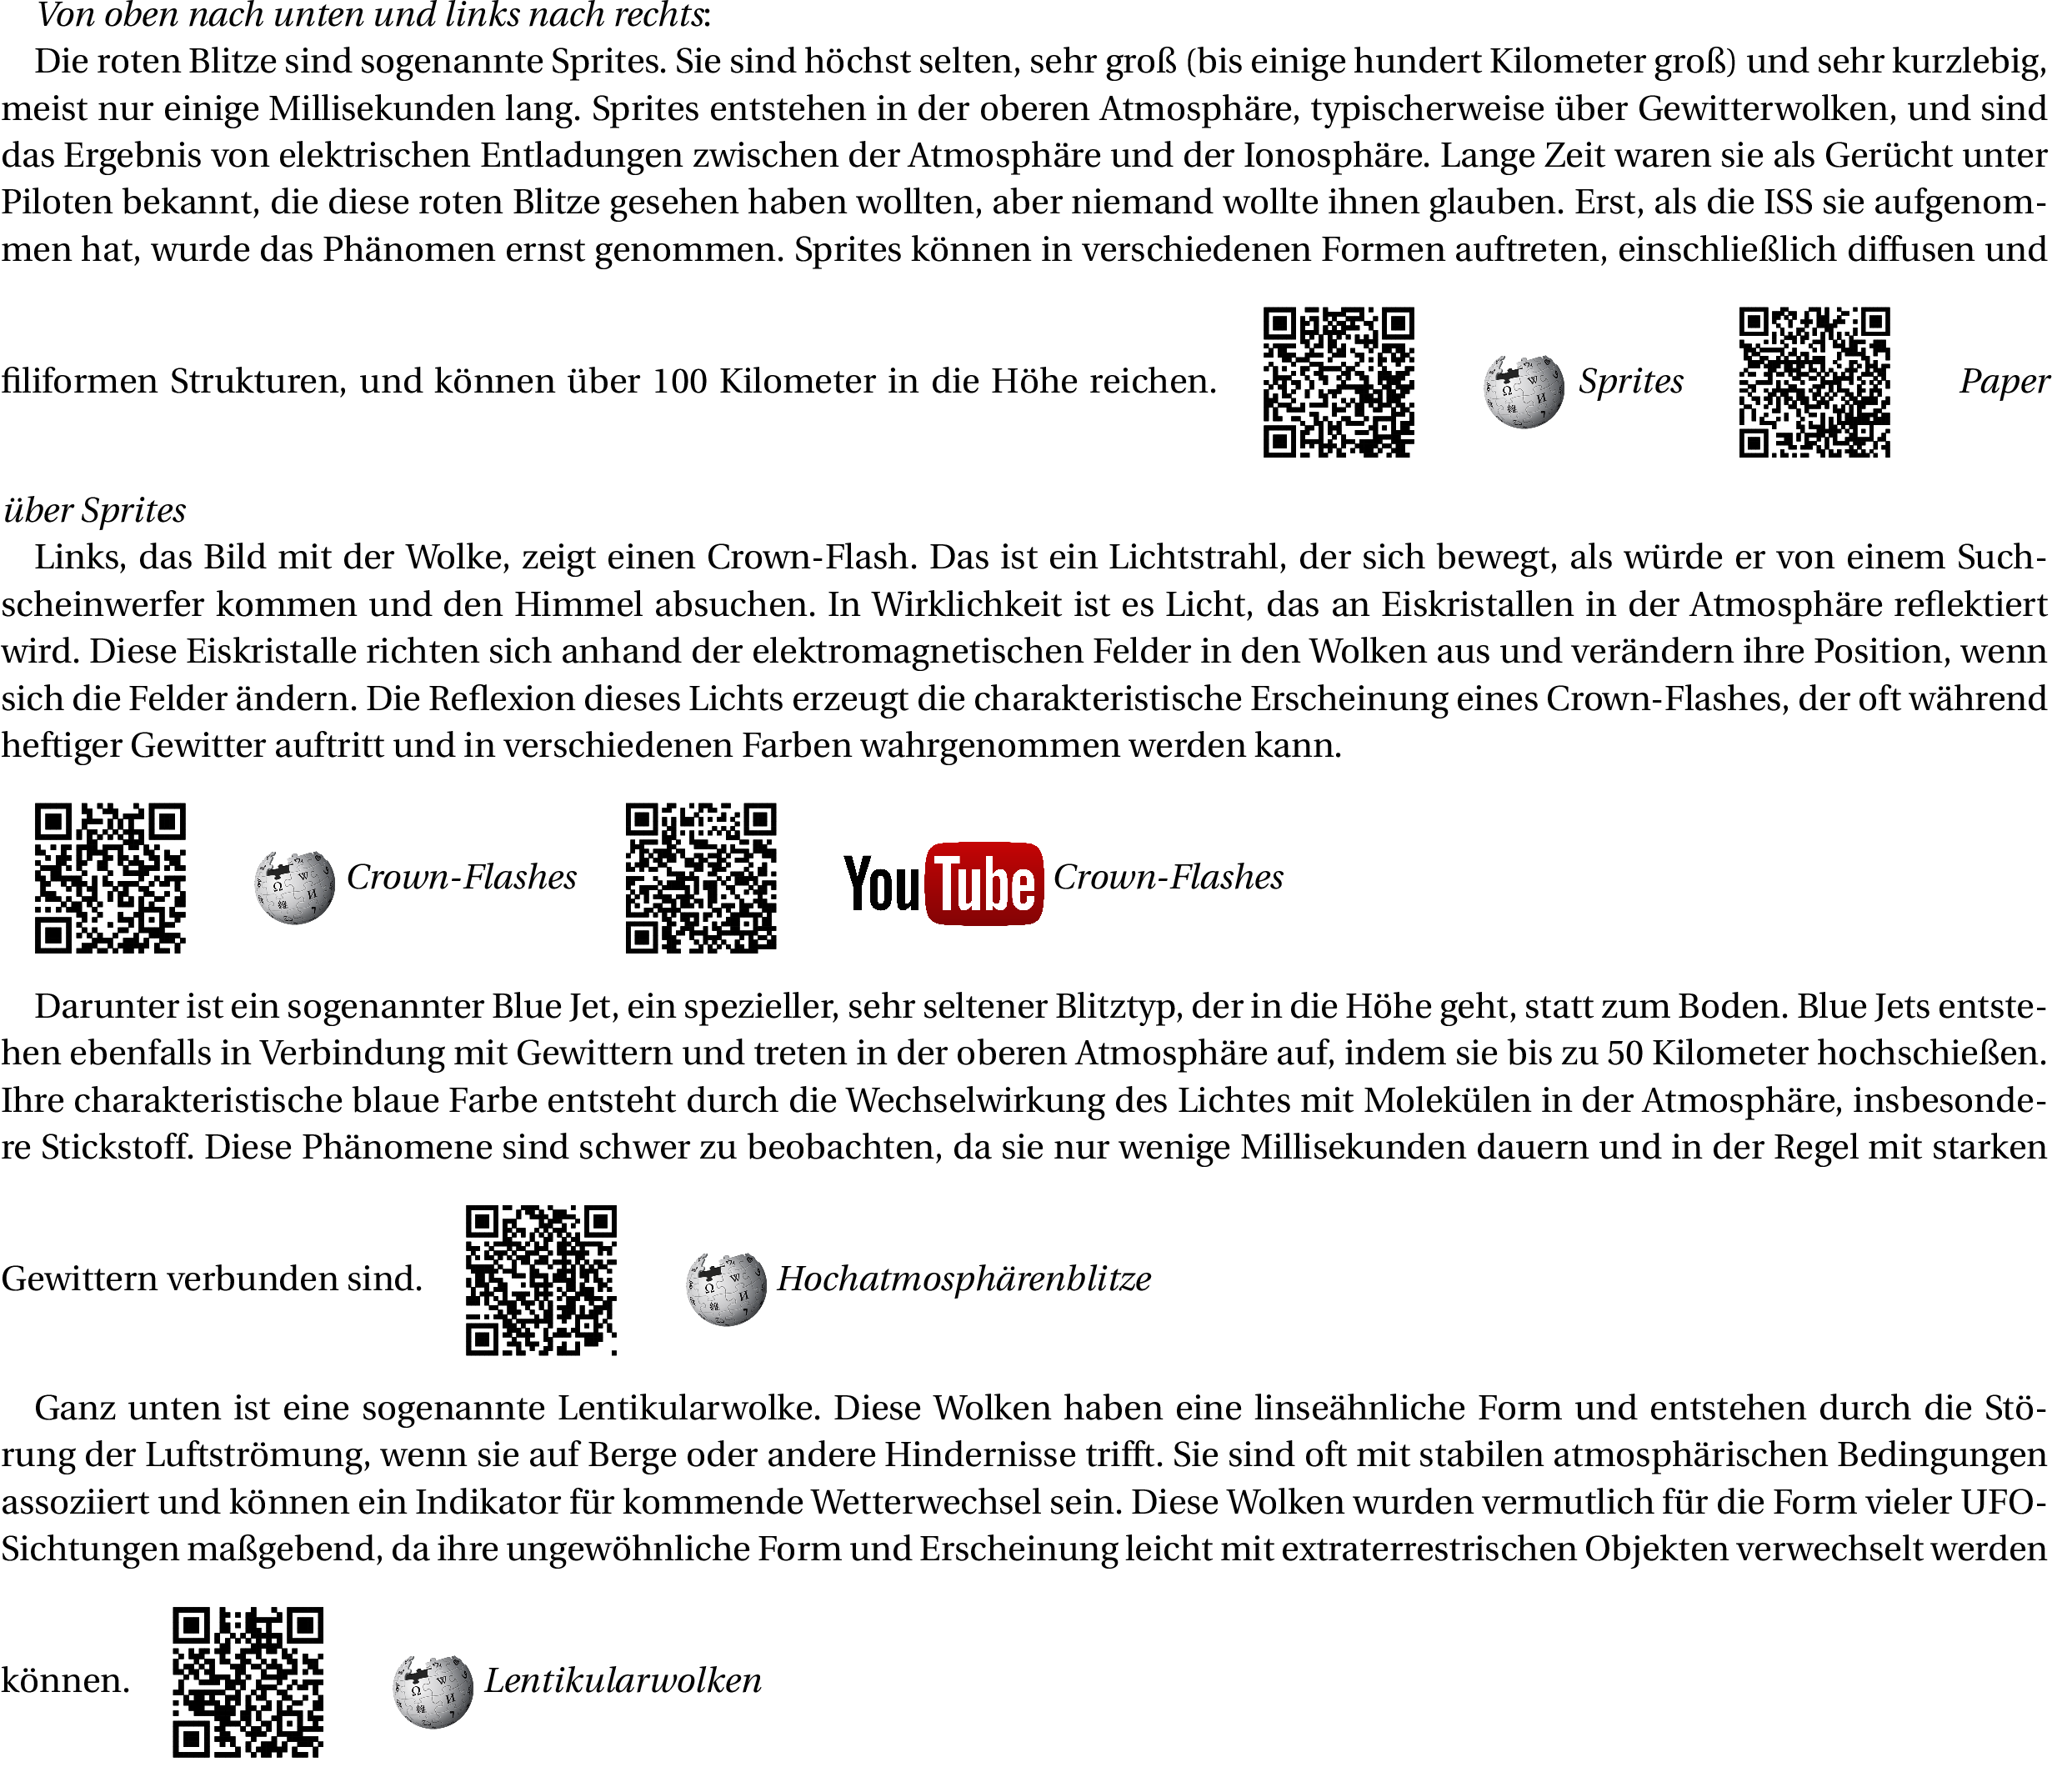 Von oben nach unten und links nach rechts:
Die roten Blitze sind sogenannte Sprites. Sie sind höchst selten, sehr groß (bis einige hundert Kilometer groß) und sehr kurzlebig,
meist nur einige Millisekunden lang. Sprites entstehen in der oberen Atmosphäre, typischerweise über Gewitterwolken, und sind
das Ergebnis von elektrischen Entladungen zwischen der Atmosphäre und der Ionosphäre. Lange Zeit waren sie als Gerücht unter
Piloten bekannt, die diese roten Blitze gesehen haben wollten, aber niemand wollte ihnen glauben. Erst, als die ISS sie aufgenom-
men hat, wurde das Phänomen ernst genommen. Sprites können in verschiedenen Formen auftreten, einschließlich diffusen und
filiformen Strukturen, und können über 100 Kilometer in die Höhe reichen. Sprites Paper
über Sprites
Links, das Bild mit der Wolke, zeigt einen Crown-Flash. Das ist ein Lichtstrahl, der sich bewegt, als würde er von einem Such-
scheinwerfer kommen und den Himmel absuchen. In Wirklichkeit ist es Licht, das an Eiskristallen in der Atmosphäre reflektiert
wird. Diese Eiskristalle richten sich anhand der elektromagnetischen Felder in den Wolken aus und verändern ihre Position, wenn
sich die Felder ändern. Die Reflexion dieses Lichts erzeugt die charakteristische Erscheinung eines Crown-Flashes, der oft während
heftiger Gewitter auftritt und in verschiedenen Farben wahrgenommen werden kann.
Crown-Flashes YouTube Crown-Flashes
Darunter ist ein sogenannter Blue Jet, ein spezieller, sehr seltener Blitztyp, der in die Höhe geht, statt zum Boden. Blue Jets entste-
hen ebenfalls in Verbindung mit Gewittern und treten in der oberen Atmosphäre auf, indem sie bis zu 50 Kilometer hochschießen.
Ihre charakteristische blaue Farbe entsteht durch die Wechselwirkung des Lichtes mit Molekülen in der Atmosphäre, insbesonde-
re Stickstoff. Diese Phänomene sind schwer zu beobachten, da sie nur wenige Millisekunden dauern und in der Regel mit starken
Gewittern verbunden sind. Hochatmosphärenblitze
Ganz unten ist eine sogenannte Lentikularwolke. Diese Wolken haben eine linseähnliche Form und entstehen durch die Stö-
rung der Luftströmung, wenn sie auf Berge oder andere Hindernisse trifft. Sie sind oft mit stabilen atmosphärischen Bedingungen
assoziiert und können ein Indikator für kommende Wetterwechsel sein. Diese Wolken wurden vermutlich für die Form vieler UFO-
Sichtungen maßgebend, da ihre ungewöhnliche Form und Erscheinung leicht mit extraterrestrischen Objekten verwechselt werden
können. Lentikularwolken